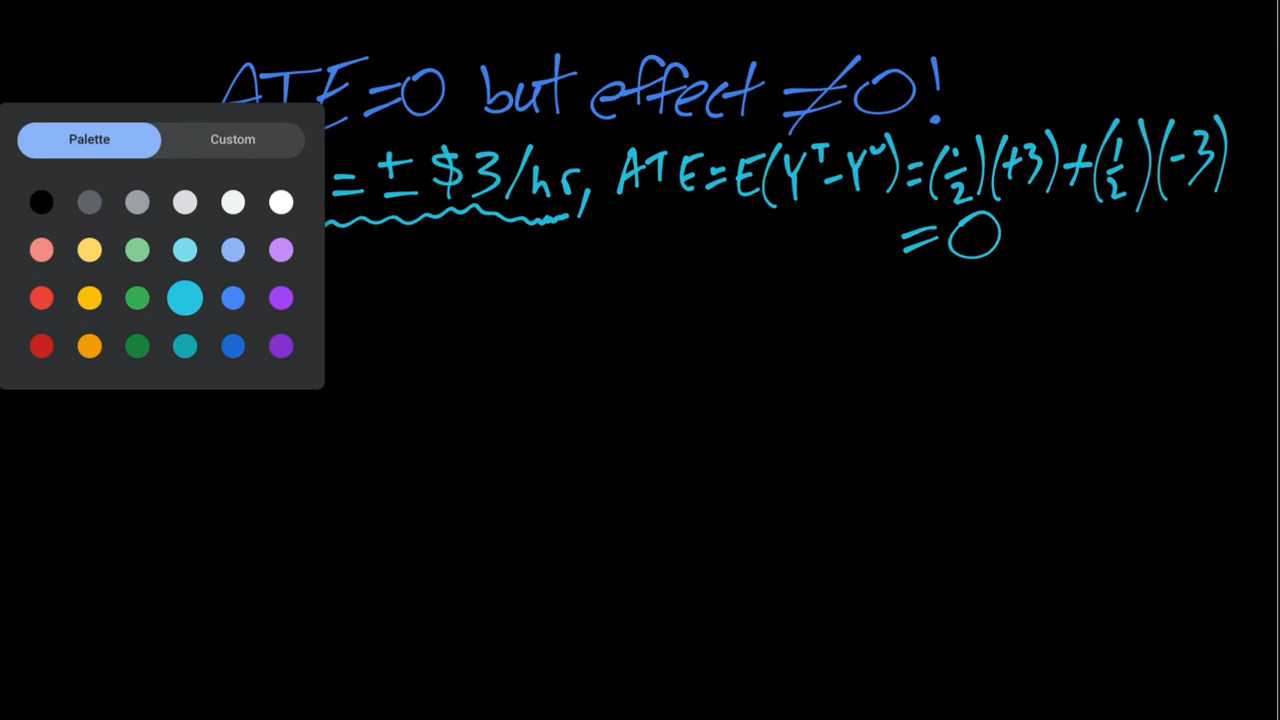 ATE=0 but effect ≠0!
Palette Custom
= ± $3/hr, ATE=E(Yᵀ-Yᵁ)=(½)(+3)+(½)(-3)
=0